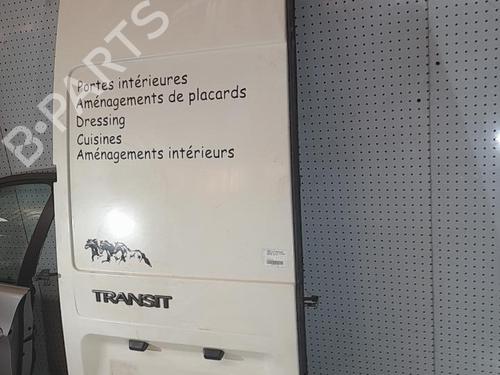 B-PARTS
Portes intérieures
Aménagements de placards
Dressing
Cuisines
Aménagements intérieurs
TRANSIT